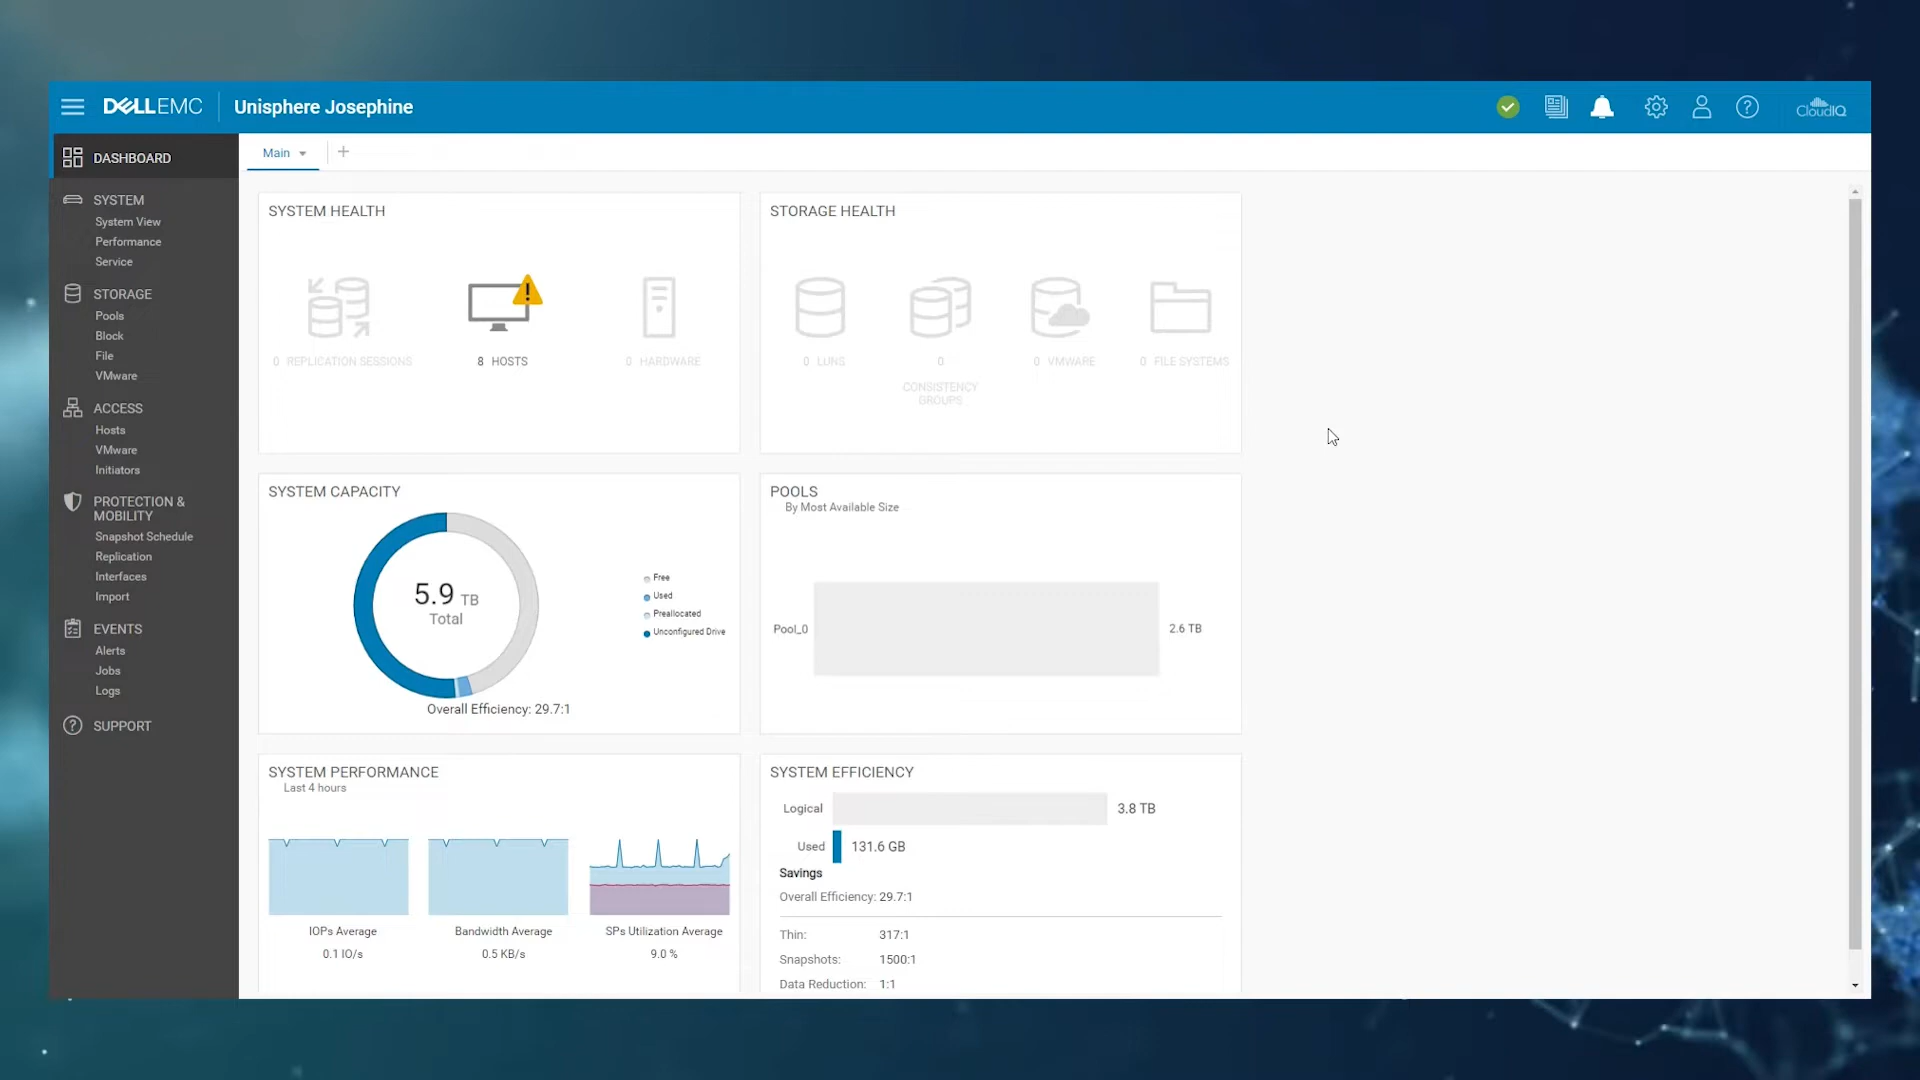 DELLEMC
Unisphere Josephine
CloudIQ
DASHBOARD
SYSTEM
System View
Performance
Service
STORAGE
Pools
Block
File
VMware
ACCESS
Hosts
VMware
Initiators
PROTECTION &
MOBILITY
Snapshot Schedule
Replication
Interfaces
Import
EVENTS
Alerts
Jobs
Logs
SUPPORT
Main
SYSTEM HEALTH
0 REPLICATION SESSIONS
8 HOSTS
0 HARDWARE
STORAGE HEALTH
0 LUNS
0
CONSISTENCY
GROUPS
0 VMWARE
0 FILE SYSTEMS
SYSTEM CAPACITY
5.9 TB
Total
Free
Used
Preallocated
Unconfigured Drive
Overall Efficiency: 29.7:1
POOLS
By Most Available Size
Pool_0
2.6 TB
SYSTEM PERFORMANCE
Last 4 hours
IOPs Average
0.1 IO/s
Bandwidth Average
0.5 KB/s
SPs Utilization Average
9.0 %
SYSTEM EFFICIENCY
Logical
3.8 TB
Used
131.6 GB
Savings
Overall Efficiency: 29.7:1
Thin: 317:1
Snapshots: 1500:1
Data Reduction: 1:1